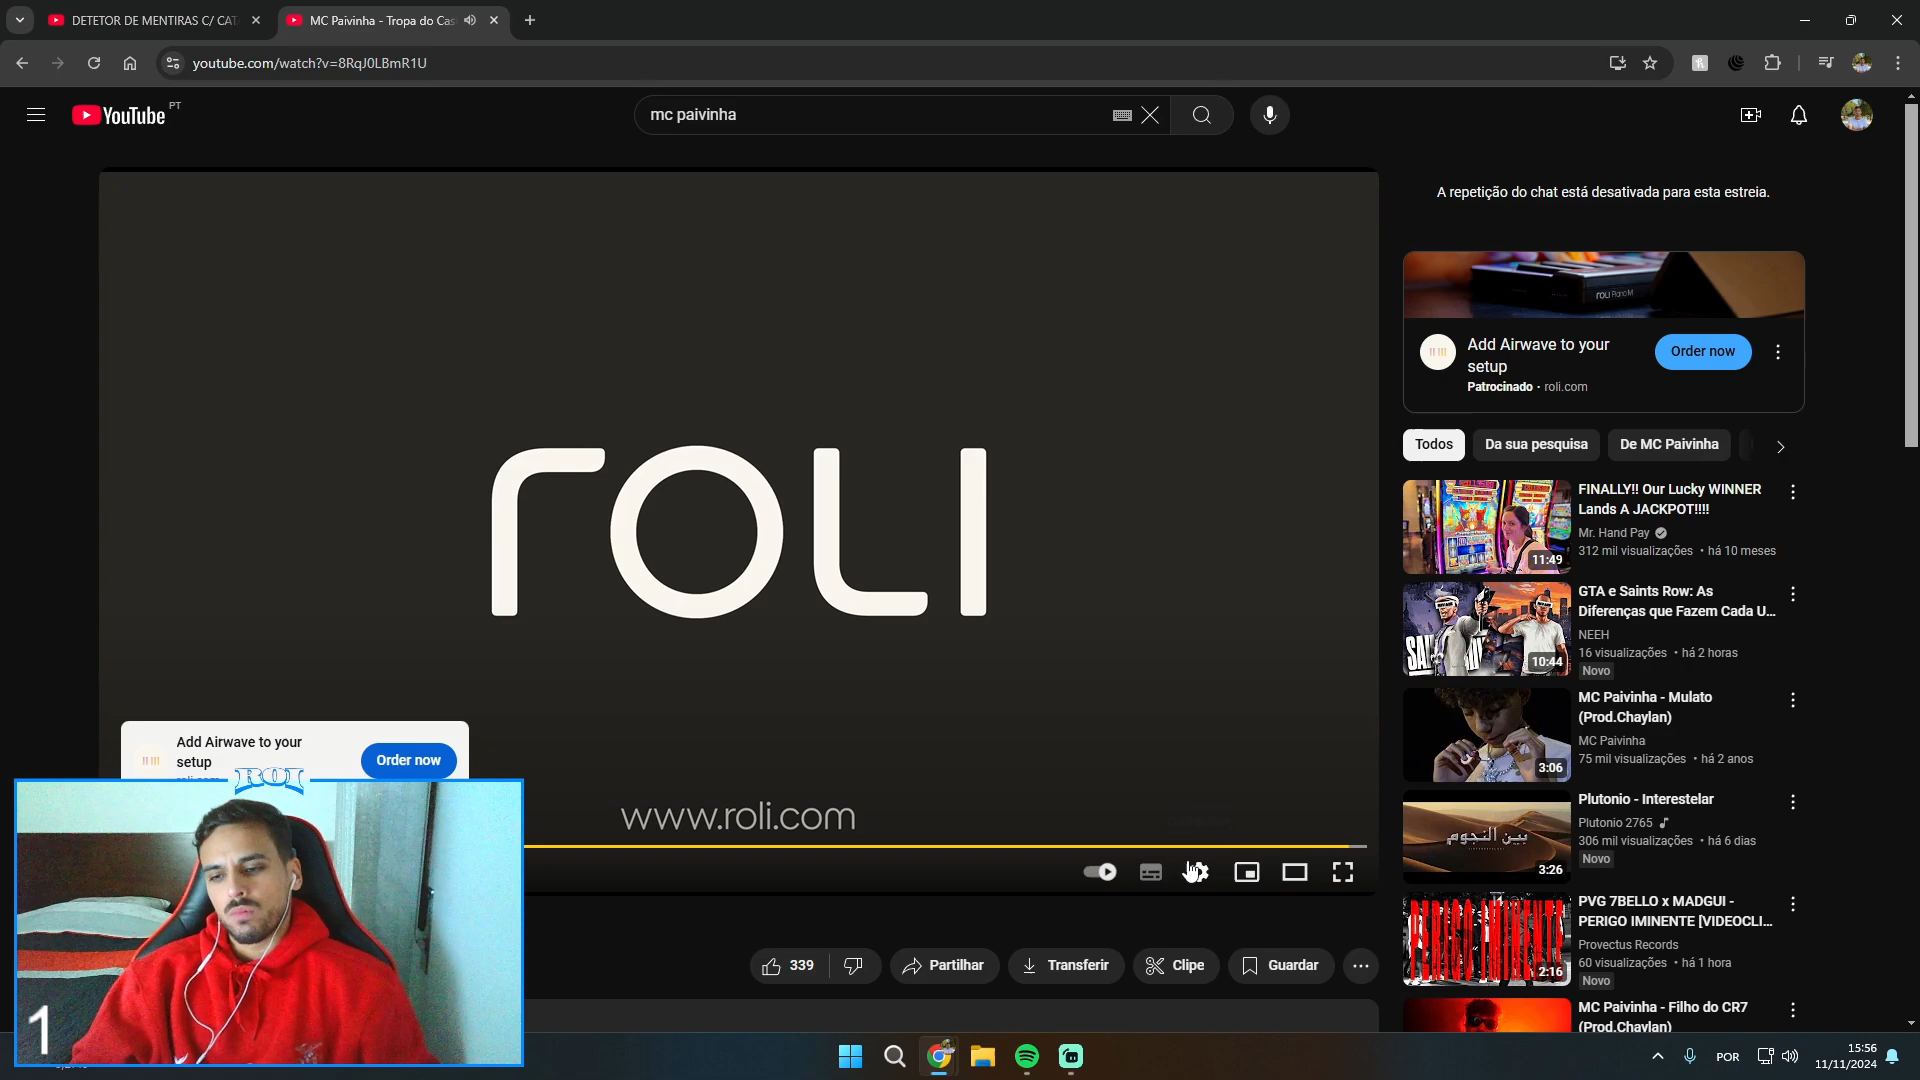 DETETOR DE MENTIRAS C/ CAT
MC Paivinha - Tropa do Cas
youtube.com/watch?v=8RqJ0LBmR1U
YouTube PT
mc paivinha
A repetição do chat está desativada para esta estreia.
roli
www.roli.com
Add Airwave to your
setup
Order now
ROI
1
339
Partilhar
Transferir
Clipe
Guardar
ROLI Piano M
Add Airwave to your
setup
Patrocinado · roli.com
Order now
Todos
Da sua pesquisa
De MC Paivinha
11:49
FINALLY!! Our Lucky WINNER
Lands A JACKPOT!!!!
Mr. Hand Pay
312 mil visualizações • há 10 meses
10:44
GTA e Saints Row: As
Diferenças que Fazem Cada U...
NEEH
16 visualizações • há 2 horas
Novo
3:06
MC Paivinha - Mulato
(Prod.Chaylan)
MC Paivinha
75 mil visualizações • há 2 anos
بين النجوم
3:26
Plutonio - Interestelar
Plutonio 2765
306 mil visualizações • há 6 dias
Novo
2:16
PVG 7BELLO x MADGUI -
PERIGO IMINENTE [VIDEOCLI...
Provectus Records
60 visualizações • há 1 hora
Novo
MC Paivinha - Filho do CR7
(Prod.Chaylan)
POR
15:56
11/11/2024